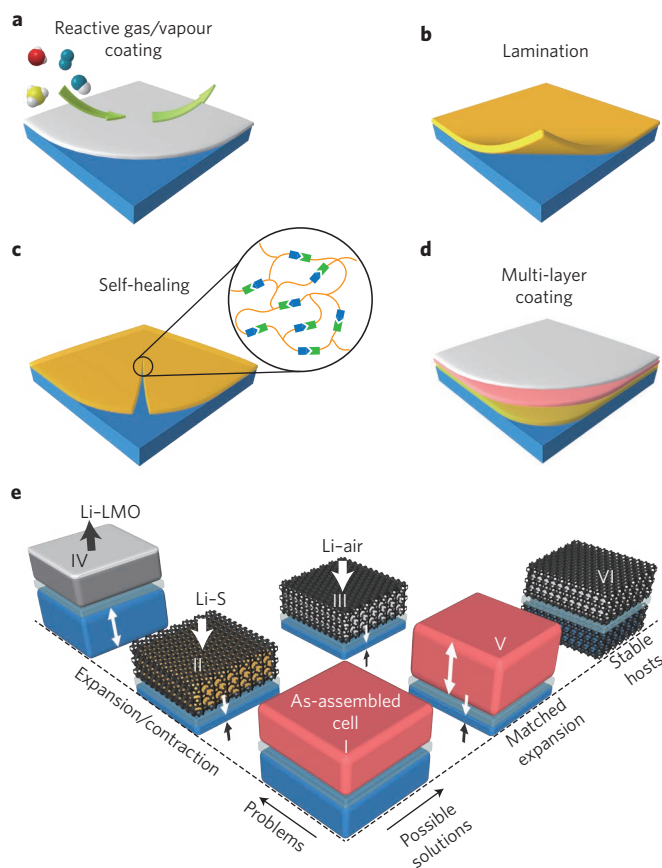 a
Reactive gas/vapour
coating
b
Lamination
c
Self-healing
d
Multi-layer
coating
e
Li–LMO
IV
Li–S
II
Li–air
III
As-assembled
cell
I
V
VI
Expansion/contraction
Problems
Possible
solutions
Matched
expansion
Stable
hosts